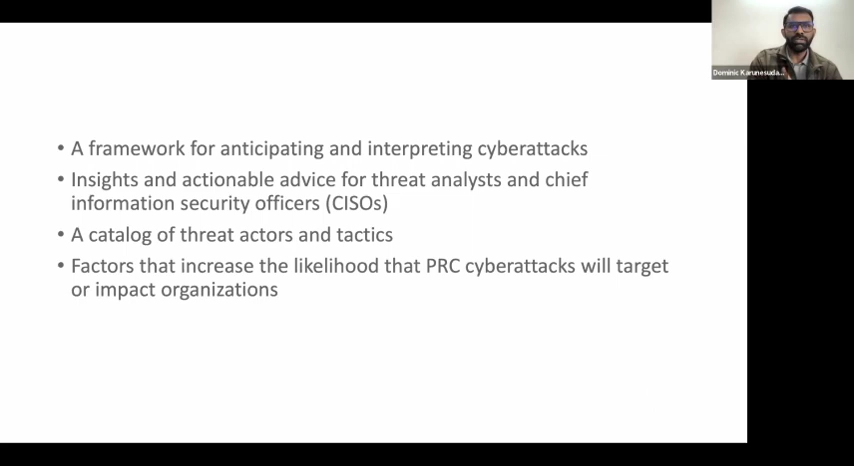 • A framework for anticipating and interpreting cyberattacks
• Insights and actionable advice for threat analysts and chief
information security officers (CISOs)
• A catalog of threat actors and tactics
• Factors that increase the likelihood that PRC cyberattacks will target
or impact organizations
Dominic Karunesuda...